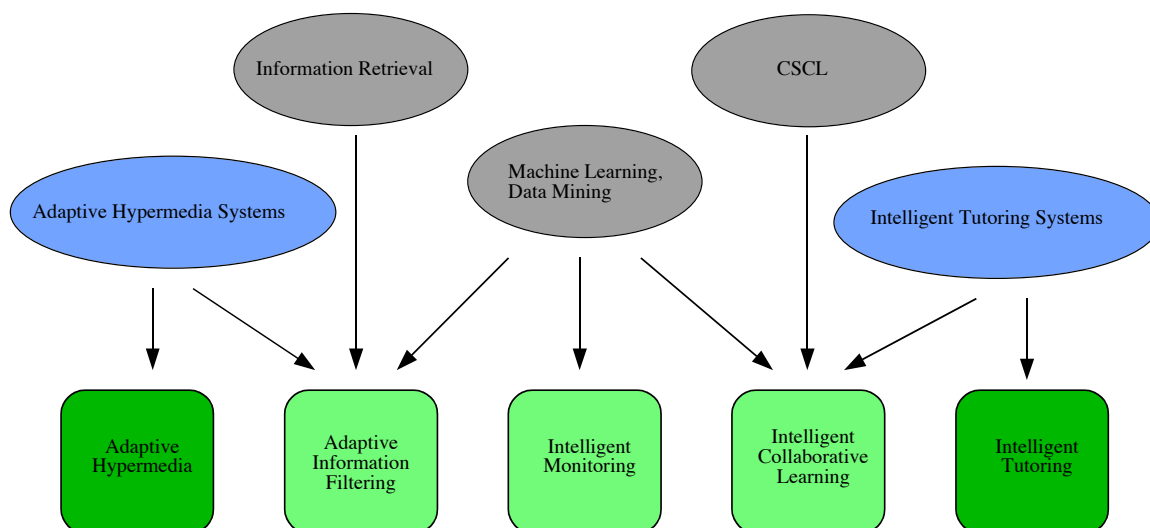 Information Retrieval
CSCL
Machine Learning,
Data Mining
Adaptive Hypermedia Systems
Intelligent Tutoring Systems
Adaptive
Hypermedia
Adaptive
Information
Filtering
Intelligent
Monitoring
Intelligent
Collaborative
Learning
Intelligent
Tutoring